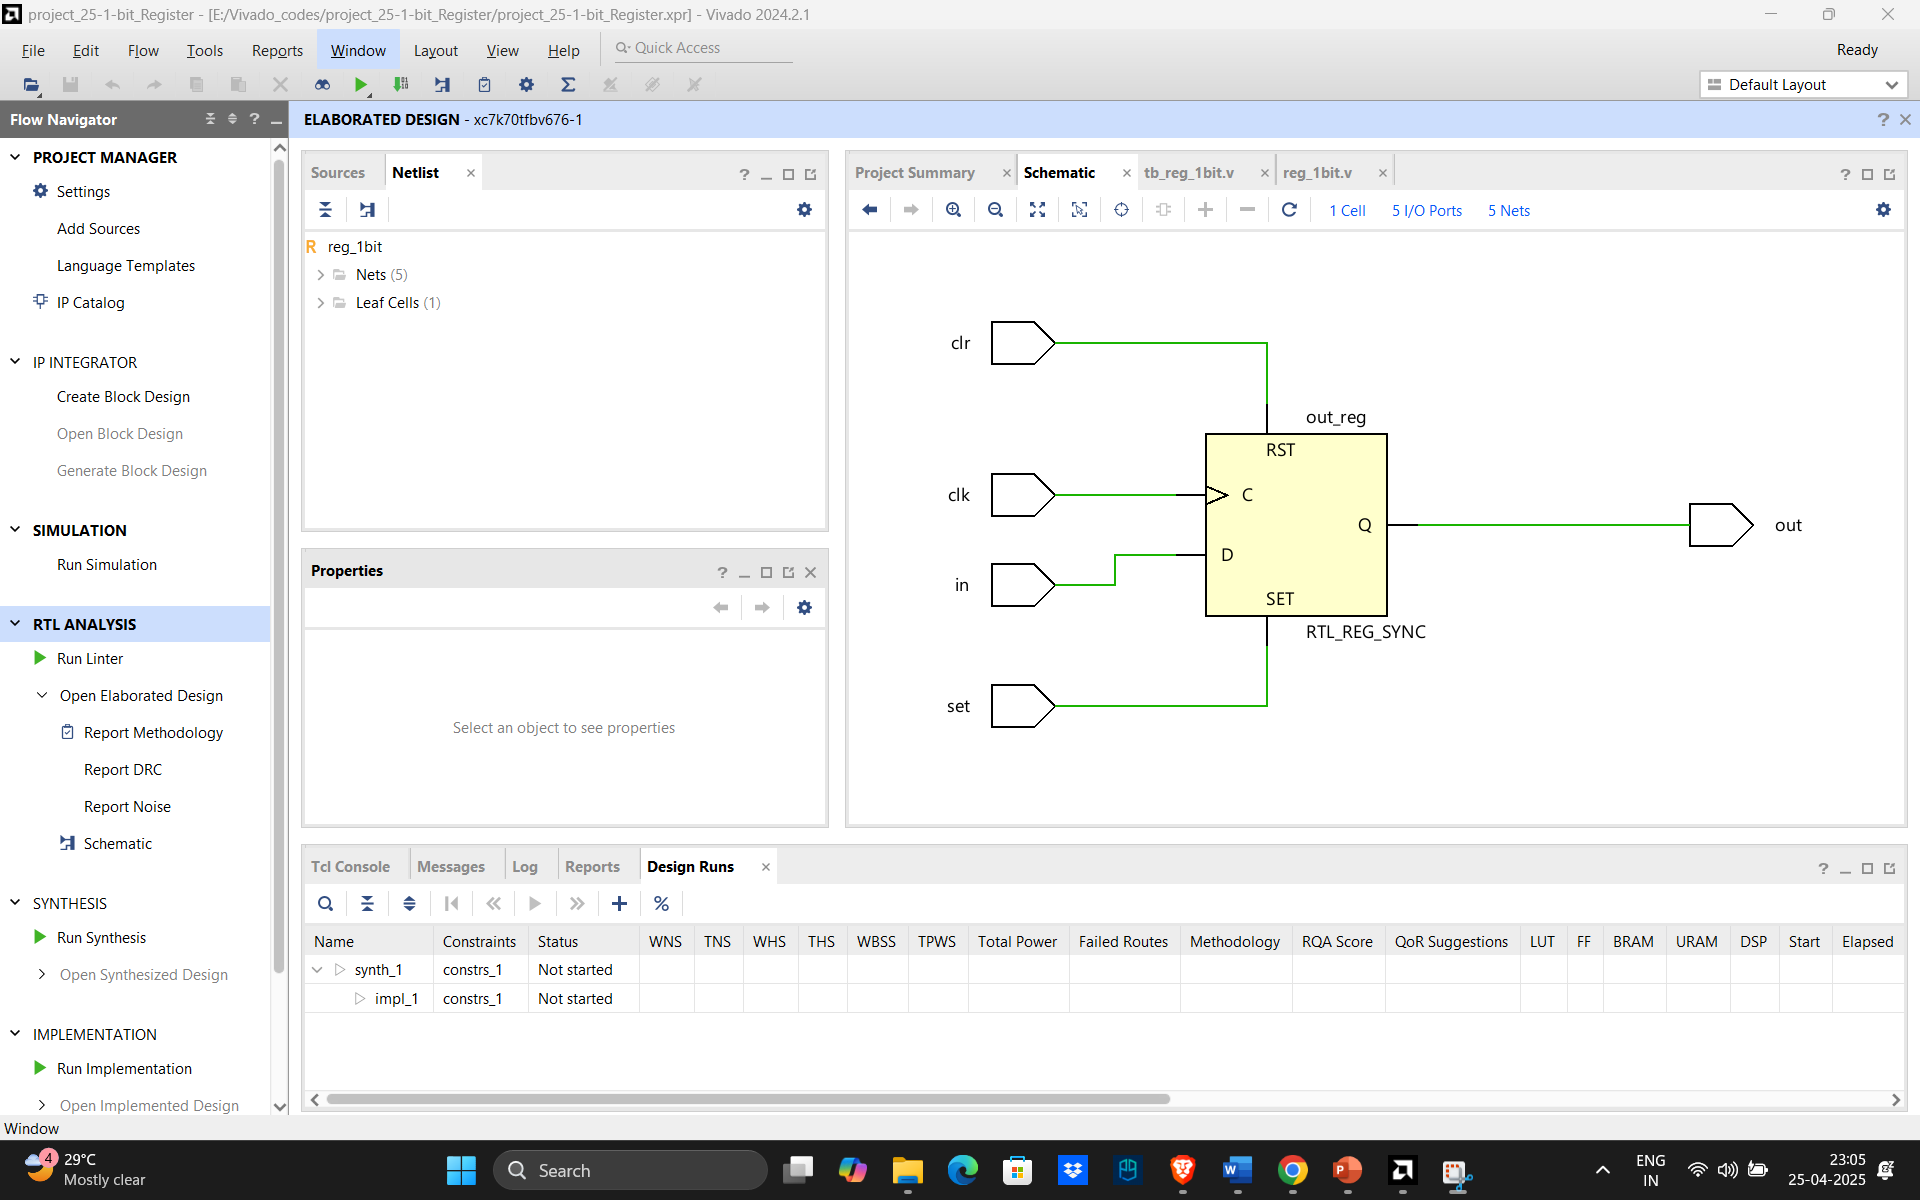 project_25-1-bit_Register - [E:/Vivado_codes/project_25-1-bit_Register/project_25-1-bit_Register.xpr] - Vivado 2024.2.1
File Edit Flow Tools Reports Window Layout View Help Quick Access Ready
Default Layout
Flow Navigator
ELABORATED DESIGN - xc7k70tfbv676-1
PROJECT MANAGER
Settings
Add Sources
Language Templates
IP Catalog
IP INTEGRATOR
Create Block Design
Open Block Design
Generate Block Design
SIMULATION
Run Simulation
RTL ANALYSIS
Run Linter
Open Elaborated Design
Report Methodology
Report DRC
Report Noise
Schematic
SYNTHESIS
Run Synthesis
Open Synthesized Design
IMPLEMENTATION
Run Implementation
Open Implemented Design
Sources Netlist
R reg_1bit
Nets (5)
Leaf Cells (1)
Properties
Select an object to see properties
Project Summary Schematic tb_reg_1bit.v reg_1bit.v
1 Cell 5 I/O Ports 5 Nets
clr
out_reg
RST
clk
C
Q
out
D
in
SET
RTL_REG_SYNC
set
Tcl Console Messages Log Reports Design Runs
Name Constraints Status WNS TNS WHS THS WBSS TPWS Total Power Failed Routes Methodology RQA Score QoR Suggestions LUT FF BRAM URAM DSP Start Elapsed
synth_1 constrs_1 Not started
impl_1 constrs_1 Not started
Window
4
29°C
Mostly clear
Search
ENG
IN
23:05
25-04-2025